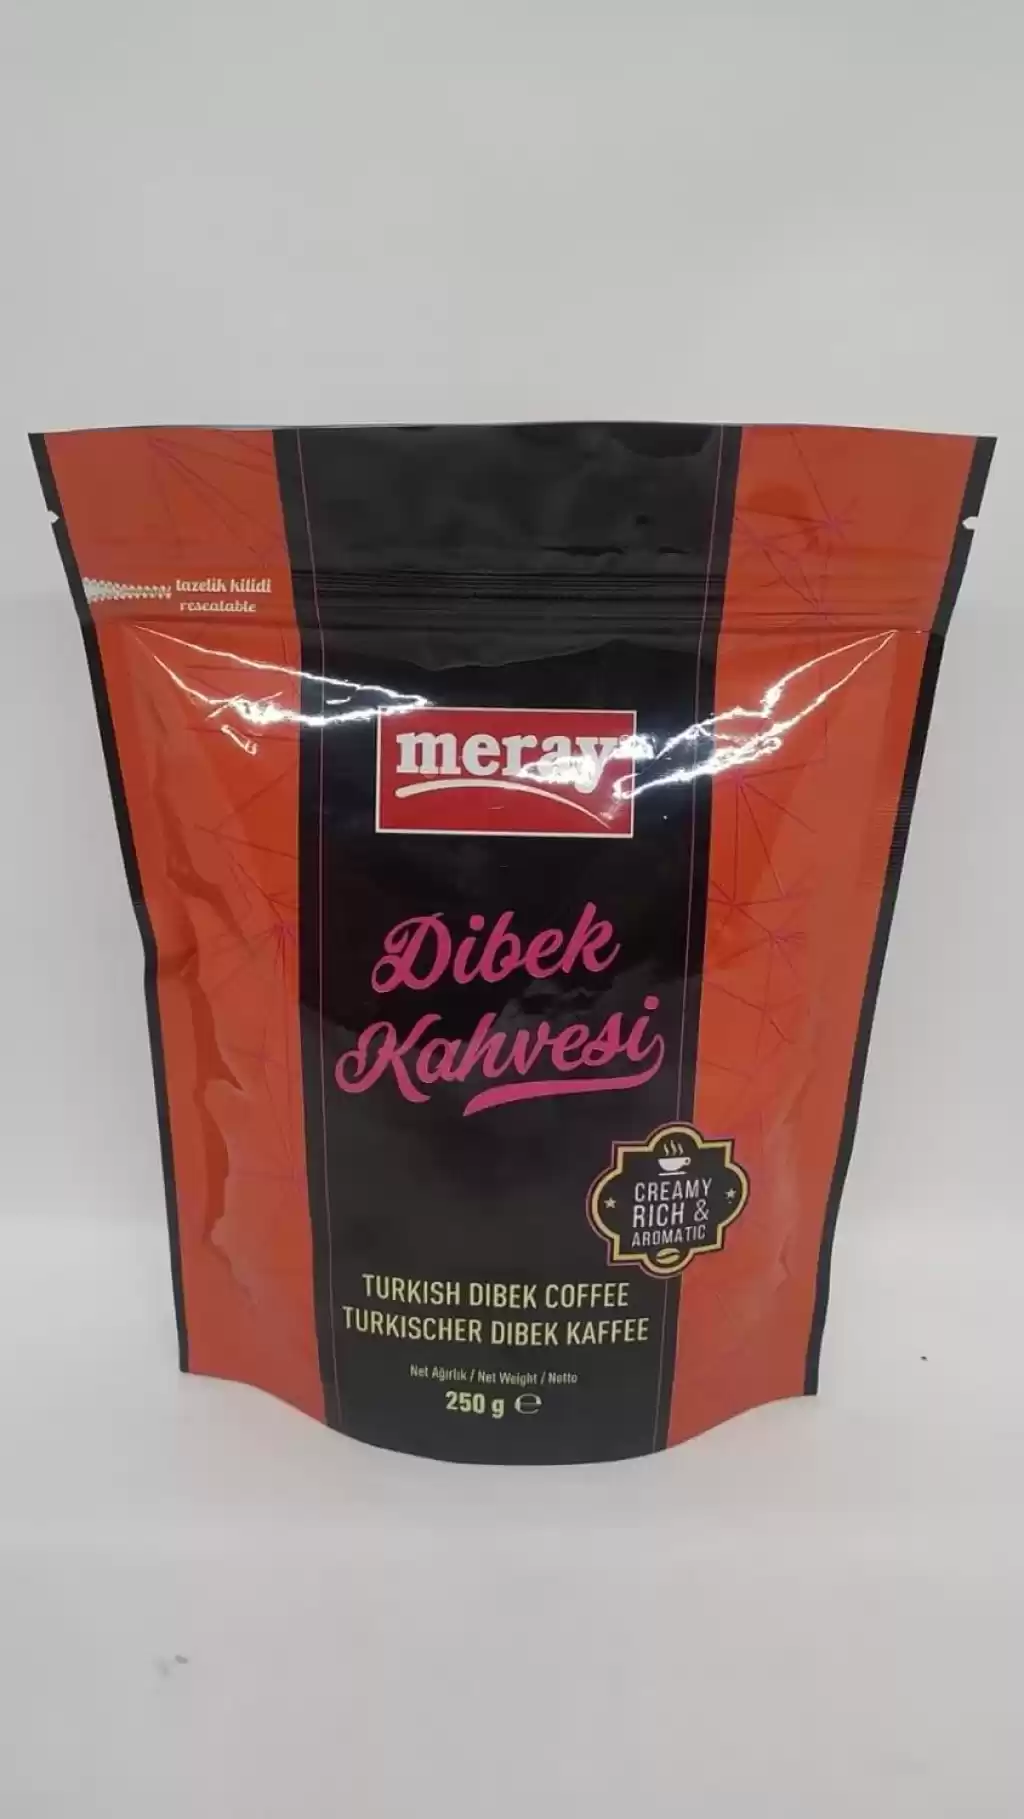 tazelik kilidi
resealable
meray
Dibek
Kahvesi
CREAMY
RICH &
AROMATIC
TURKISH DIBEK COFFEE
TURKISCHER DIBEK KAFFEE
Net Ağırlık / Net Weight / Netto
250 g ℮